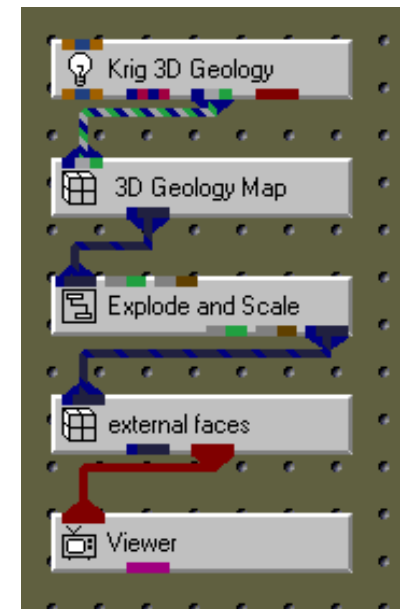 Krig 3D Geology
3D Geology Map
Explode and Scale
external faces
Viewer